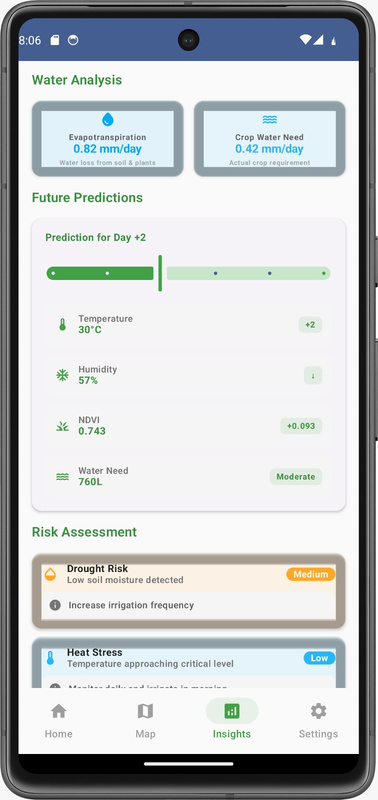 8:06
Water Analysis
Evapotranspiration
0.82 mm/day
Water loss from soil & plants
Crop Water Need
0.42 mm/day
Actual crop requirement
Future Predictions
Prediction for Day +2
Temperature
30°C
+2
Humidity
57%
↓
NDVI
0.743
+0.093
Water Need
760L
Moderate
Risk Assessment
Drought Risk
Low soil moisture detected
Medium
Increase irrigation frequency
Heat Stress
Temperature approaching critical level
Low
Monitor daily and irrigate in morning
Home
Map
Insights
Settings